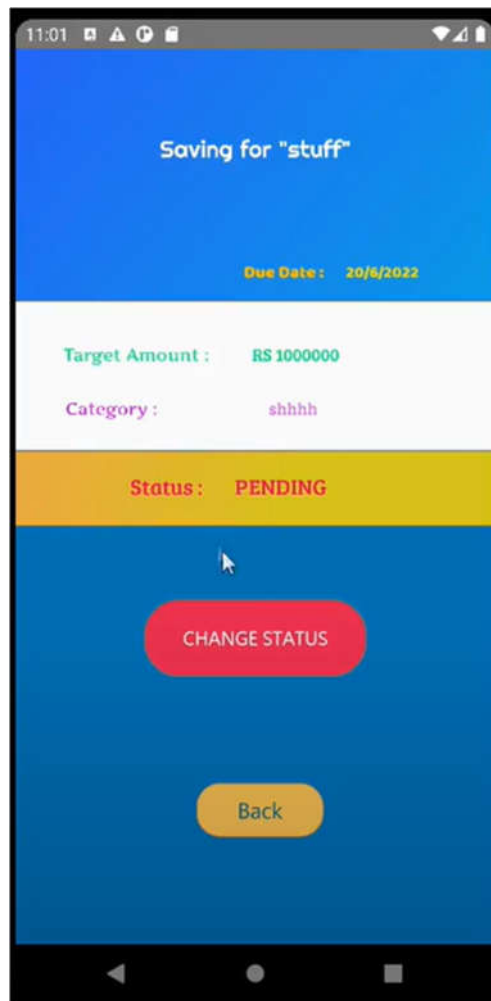 11:01
Saving for "stuff"
Due Date : 20/6/2022
Target Amount : RS 1000000
Category : shhhh
Status : PENDING
CHANGE STATUS
Back